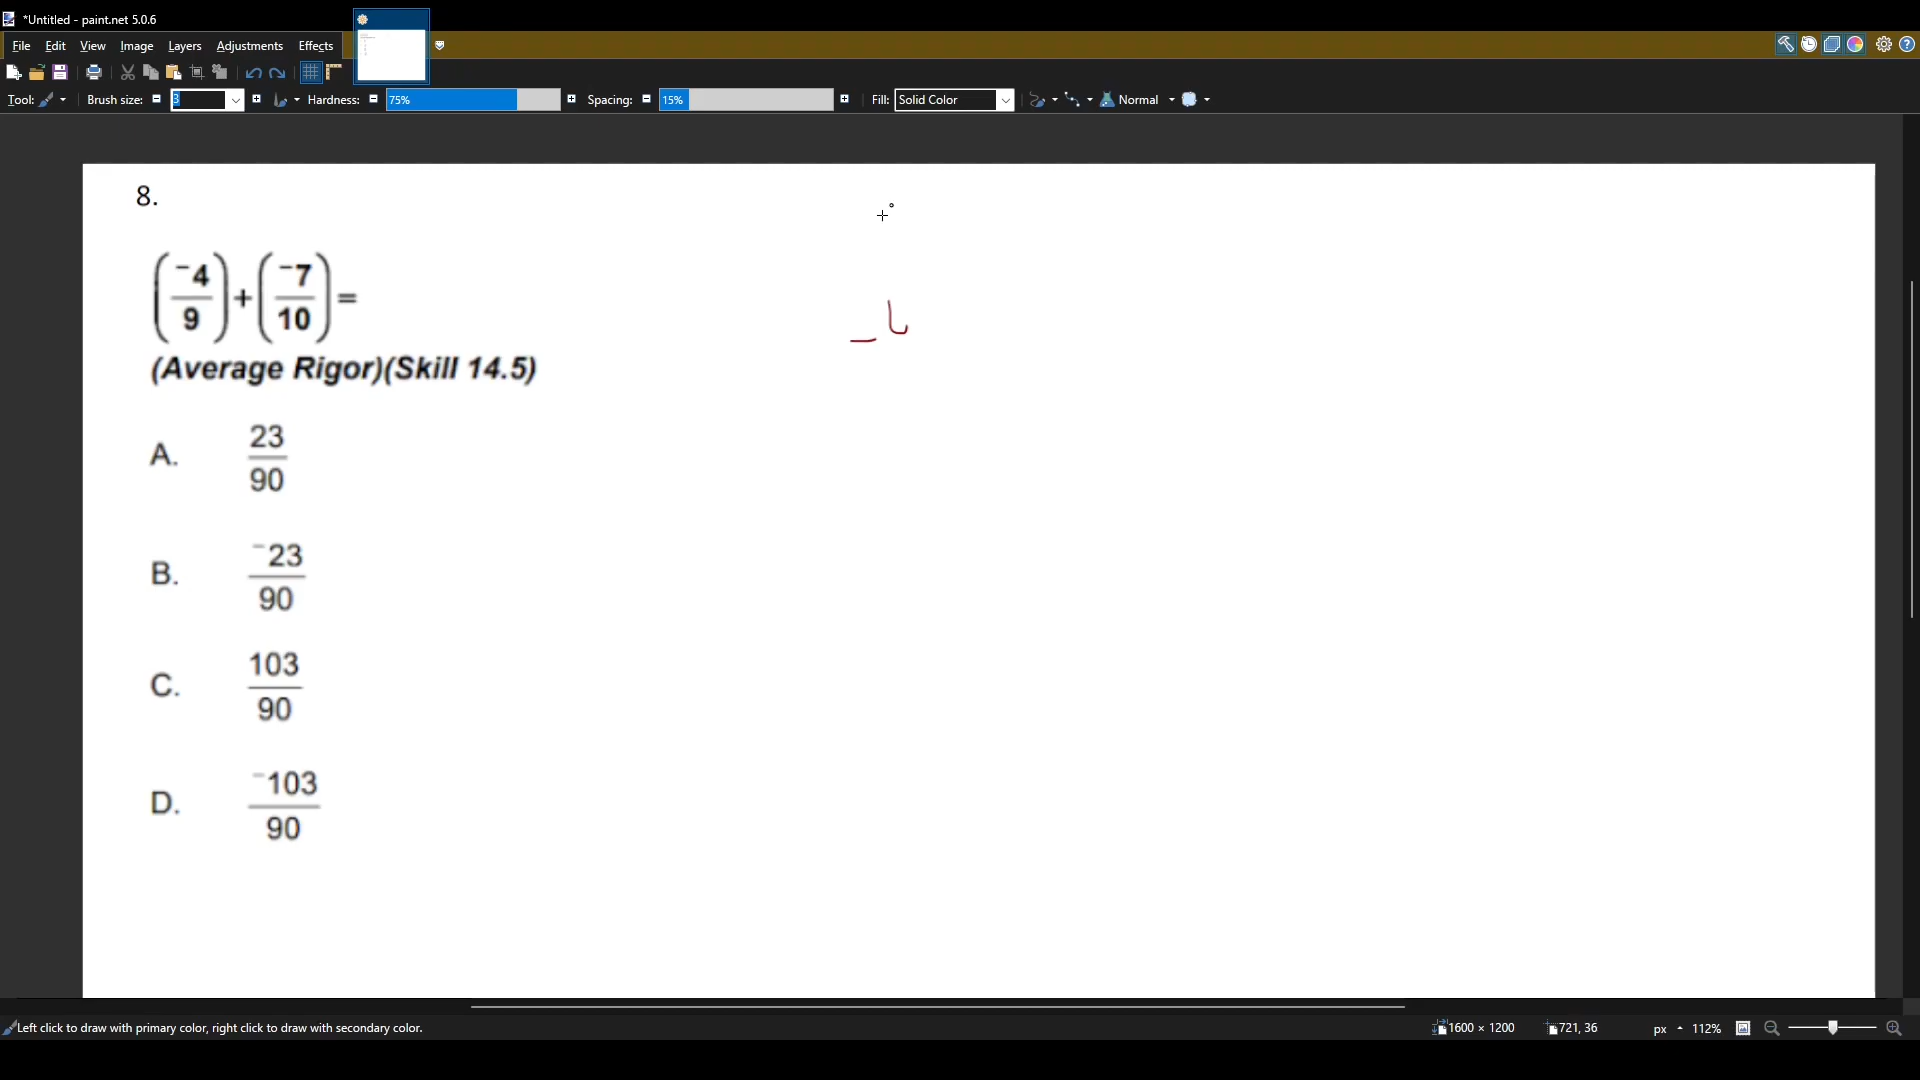 *Untitled - paint.net 5.0.6
File Edit View Image Layers Adjustments Effects
Tool: Brush size: 3 Hardness: 75% Spacing: 15% Fill: Solid Color Normal
8.
(⁻4/9) + (⁻7/10) =
(Average Rigor)(Skill 14.5)
A. 23/90
B. ⁻23/90
C. 103/90
D. ⁻103/90
Left click to draw with primary color, right click to draw with secondary color. 1600 × 1200 721, 36 px 112%